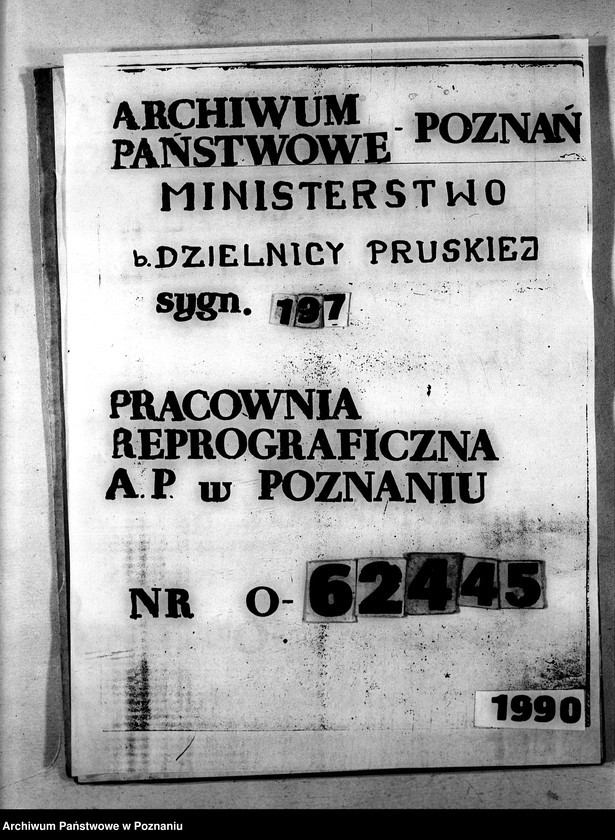 ARCHIWUM
PAŃSTWOWE - POZNAŃ
MINISTERSTWO
b. DZIELNICY PRUSKIEJ
sygn. 197
PRACOWNIA
REPROGRAFICZNA
A.P. w POZNANIU
NR O-62445
1990
Archiwum Państwowe w Poznaniu